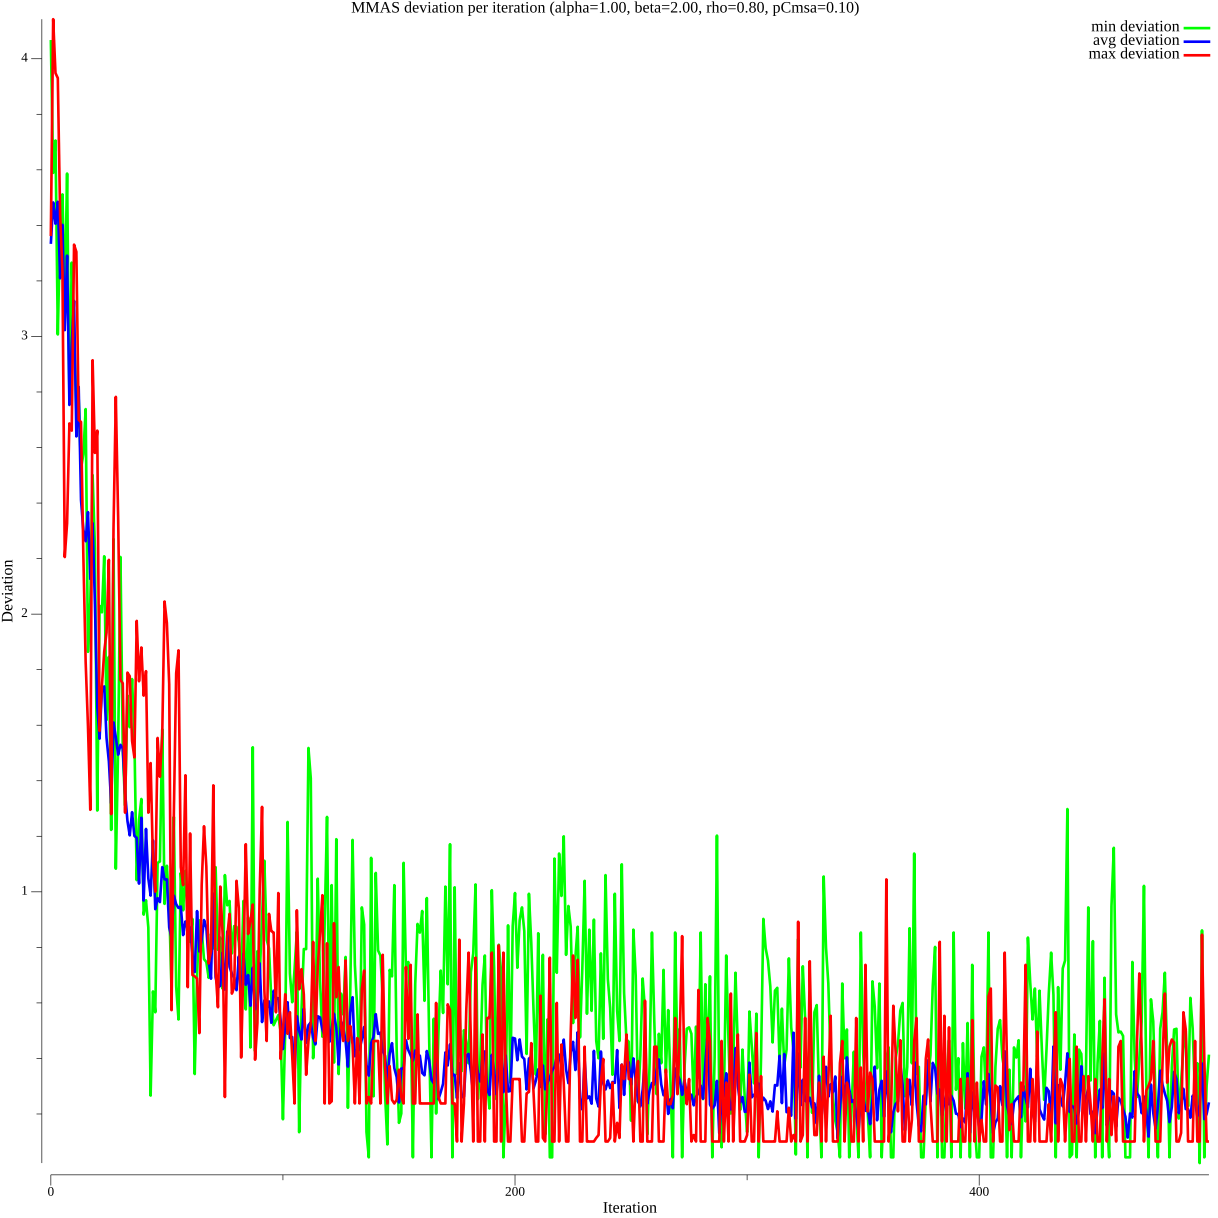 MMAS deviation per iteration (alpha=1.00, beta=2.00, rho=0.80, pCmsa=0.10)
min deviation
avg deviation
max deviation
4
3
2
1
Deviation
0
200
400
Iteration